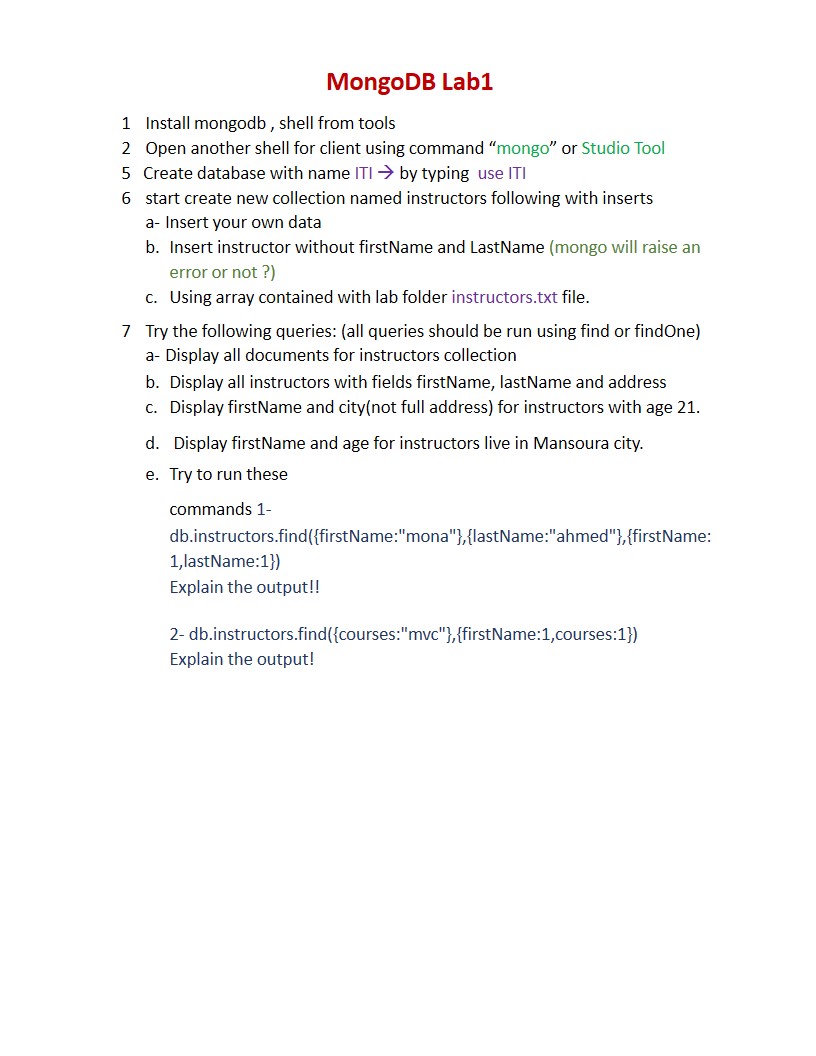 MongoDB Lab1
1 Install mongodb , shell from tools
2 Open another shell for client using command “mongo” or Studio Tool
5 Create database with name ITI → by typing use ITI
6 start create new collection named instructors following with inserts
a- Insert your own data
b. Insert instructor without firstName and LastName (mongo will raise an
error or not ?)
c. Using array contained with lab folder instructors.txt file.
7 Try the following queries: (all queries should be run using find or findOne)
a- Display all documents for instructors collection
b. Display all instructors with fields firstName, lastName and address
c. Display firstName and city(not full address) for instructors with age 21.
d. Display firstName and age for instructors live in Mansoura city.
e. Try to run these
commands 1-
db.instructors.find({firstName:"mona"},{lastName:"ahmed"},{firstName:
1,lastName:1})
Explain the output!!
2- db.instructors.find({courses:"mvc"},{firstName:1,courses:1})
Explain the output!